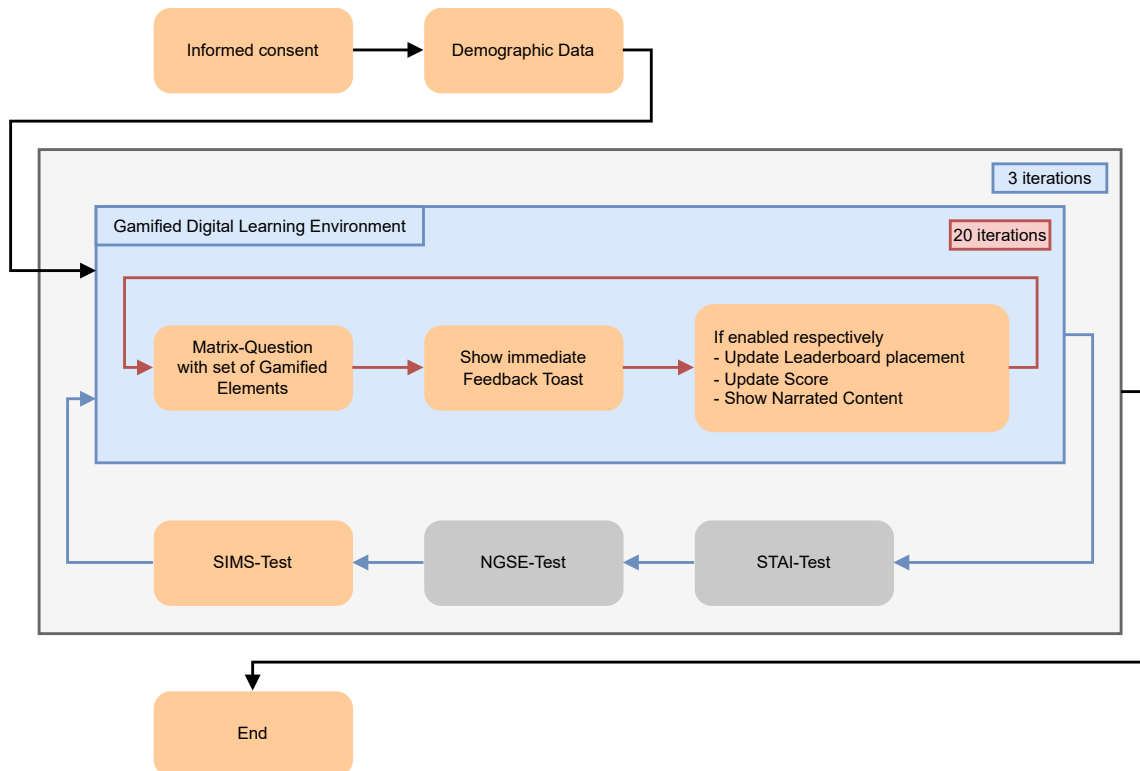 Informed consent
Demographic Data
3 iterations
Gamified Digital Learning Environment
20 iterations
Matrix-Question
with set of Gamified
Elements
Show immediate
Feedback Toast
If enabled respectively
- Update Leaderboard placement
- Update Score
- Show Narrated Content
SIMS-Test
NGSE-Test
STAI-Test
End